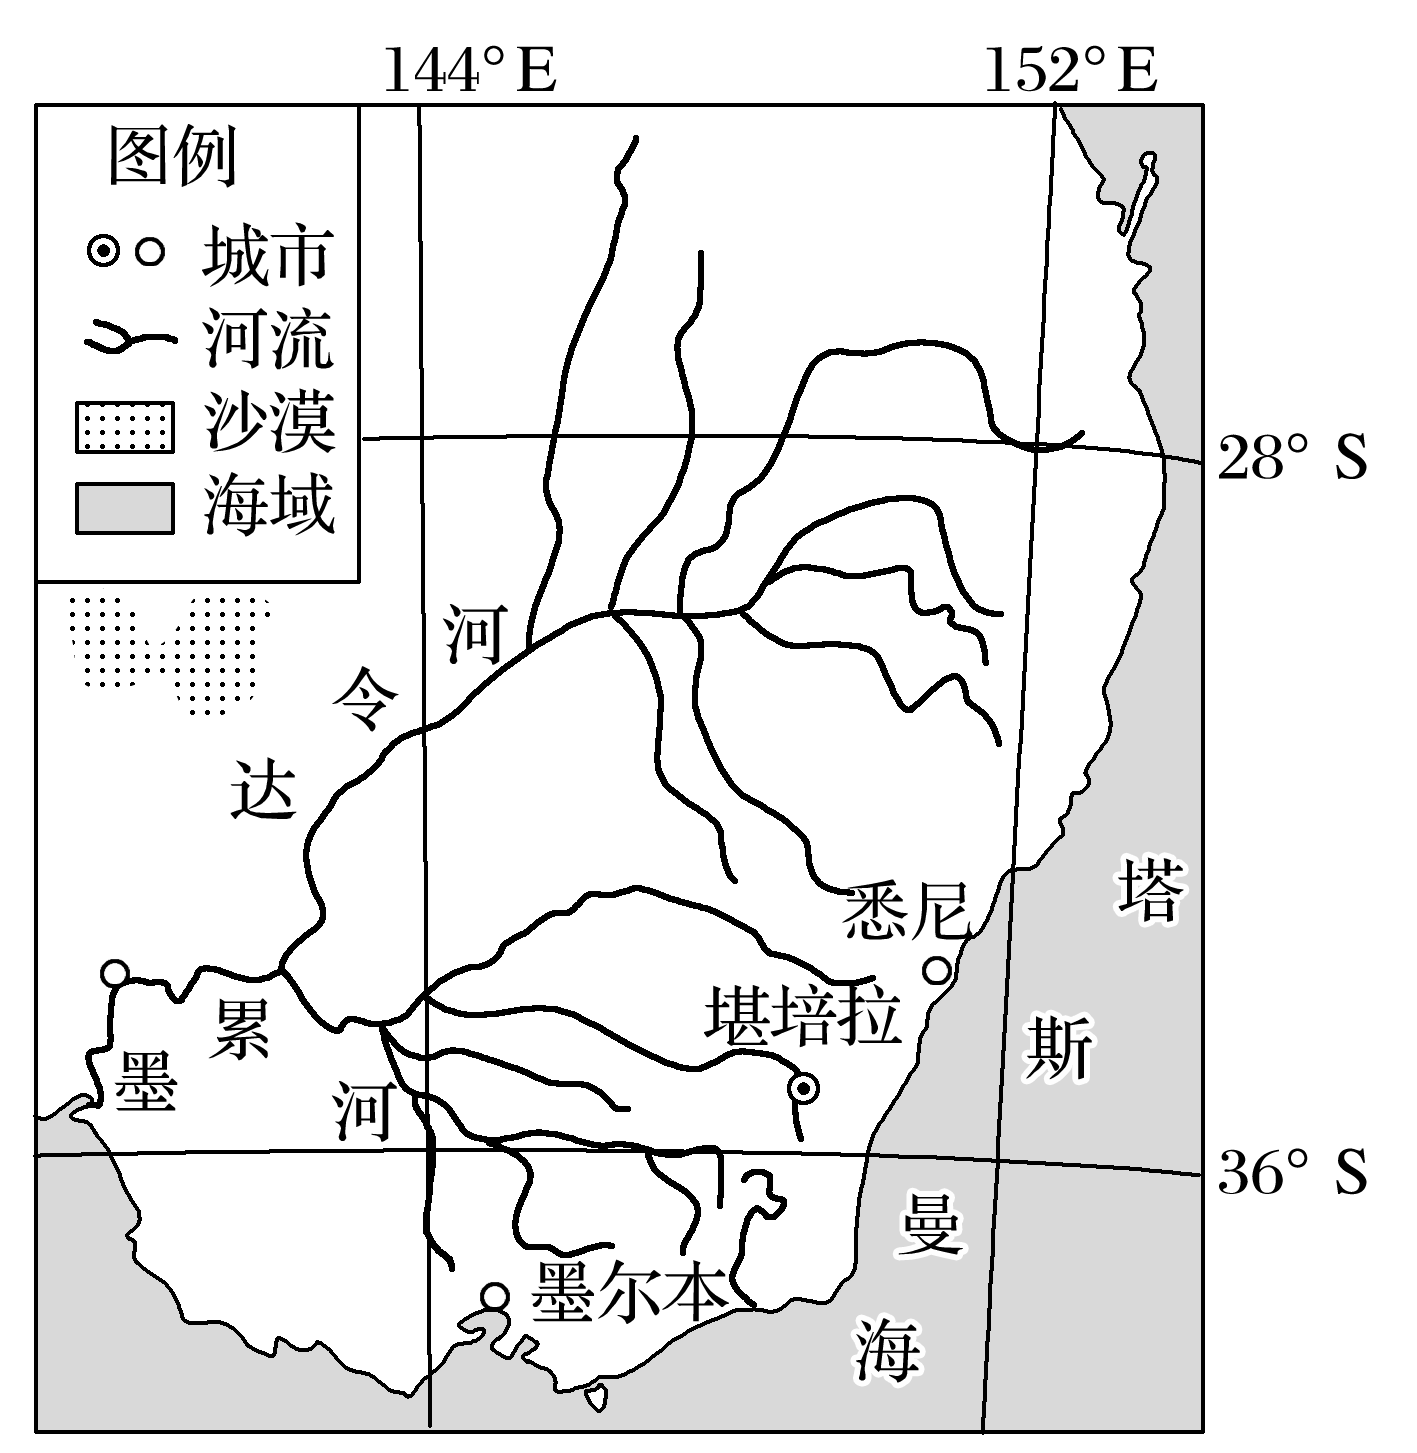 144°E
152°E
图例
城市
河流
沙漠
海域
28° S
河
令
达
悉尼
塔
堪培拉
累
墨
河
斯
36° S
曼
墨尔本
海